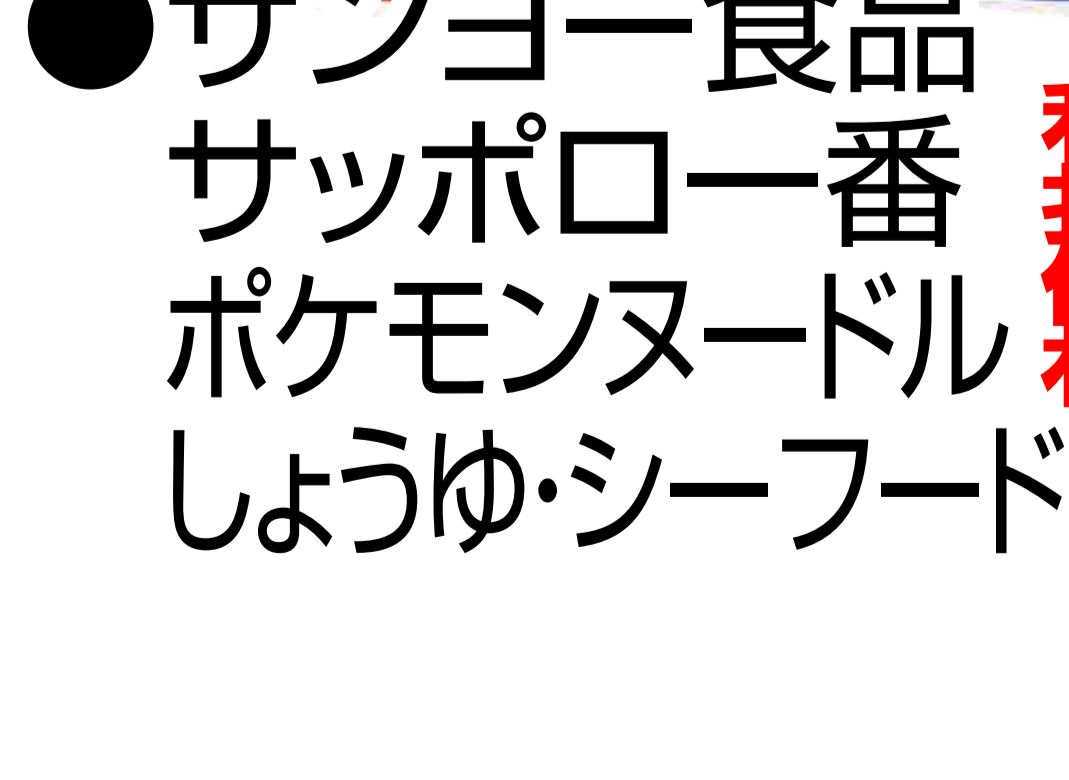 ●サンヨー食品
サッポロ一番
ポケモンヌードル
しょうゆ・シーフード